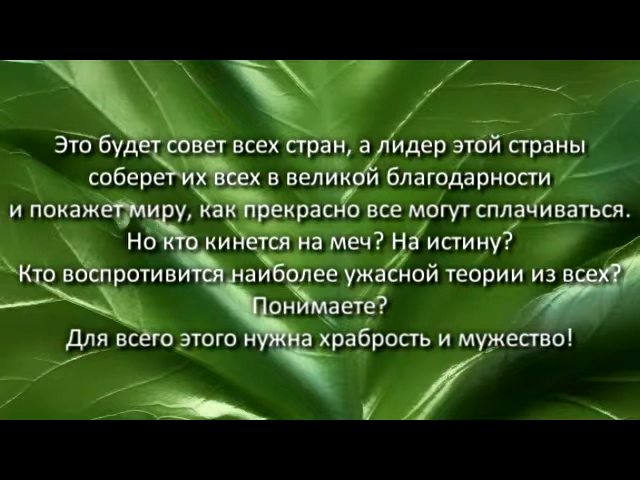 Это будет совет всех стран, а лидер этой страны
соберет их всех в великой благодарности
и покажет миру, как прекрасно все могут сплачиваться.
Но кто кинется на меч? На истину?
Кто воспротивится наиболее ужасной теории из всех?
Понимаете?
Для всего этого нужна храбрость и мужество!